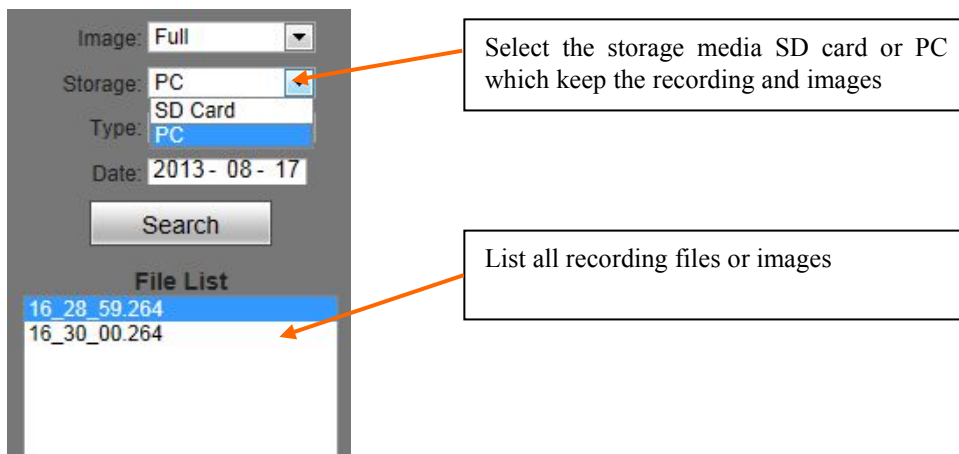 Image: Full
Storage: PC
SD Card
Type: PC
Date: 2013 - 08 - 17
Search
File List
16_28_59.264
16_30_00.264
Select the storage media SD card or PC
which keep the recording and images
List all recording files or images